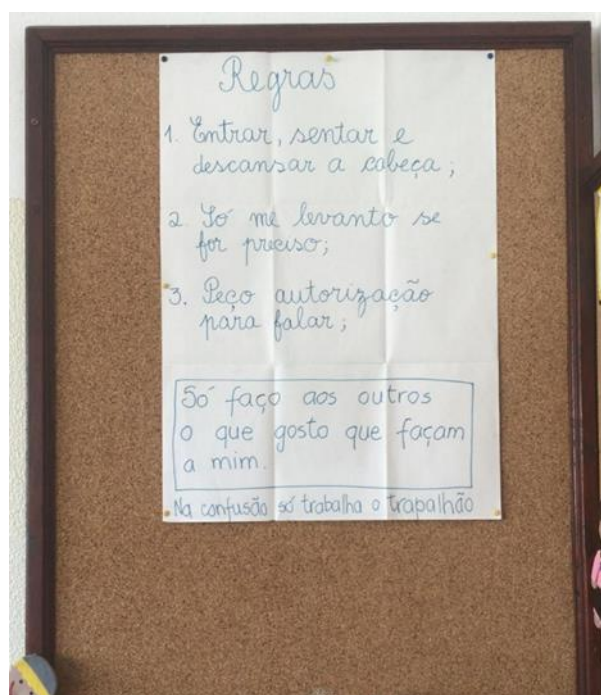 Regras
1. Entrar, sentar e
descansar a cabeça;
2. Só me levanto se
for preciso;
3. Peço autorização
para falar;
Só faço aos outros
o que gosto que façam
a mim.
Na confusão só trabalha o trapalhão